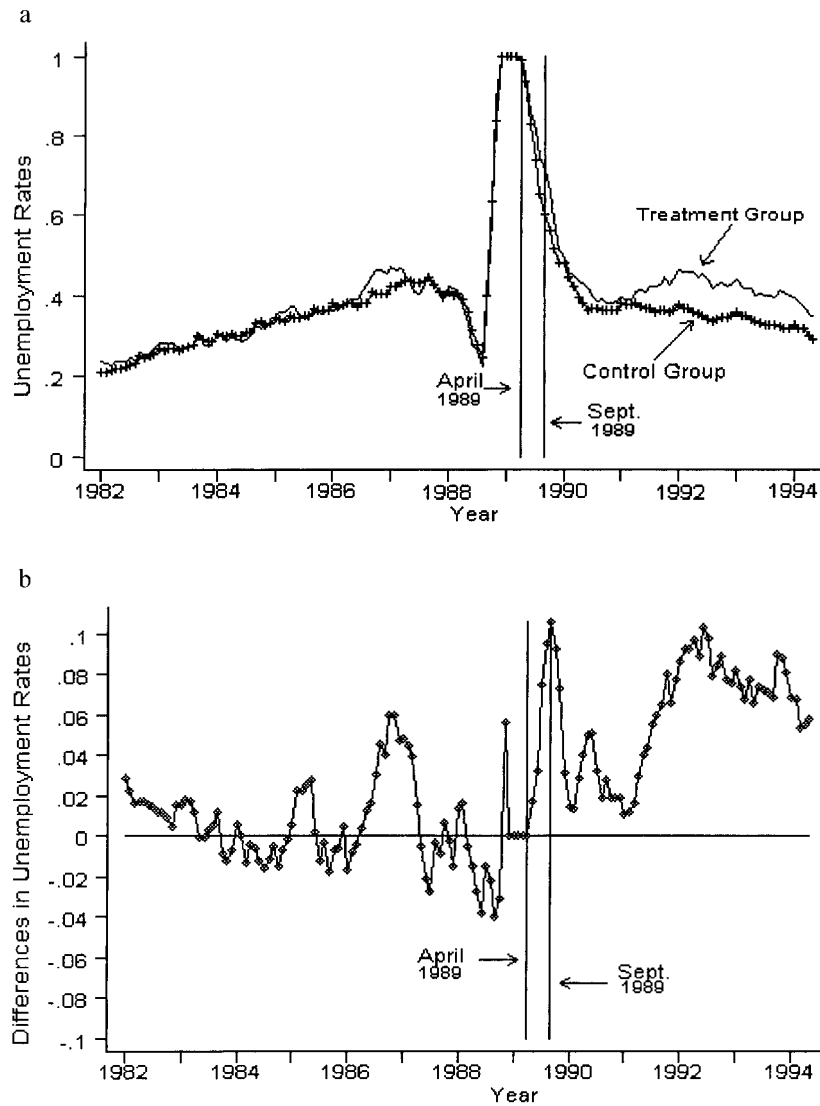 a
Unemployment Rates
1
.8
.6
.4
.2
0
Treatment Group
Control Group
April
1989
Sept.
1989
1982
1984
1986
1988
1990
1992
1994
Year
b
Differences in Unemployment Rates
.1
.08
.06
.04
.02
0
-.02
-.04
-.06
-.08
-.1
April
1989
Sept.
1989
1982
1984
1986
1988
1990
1992
1994
Year